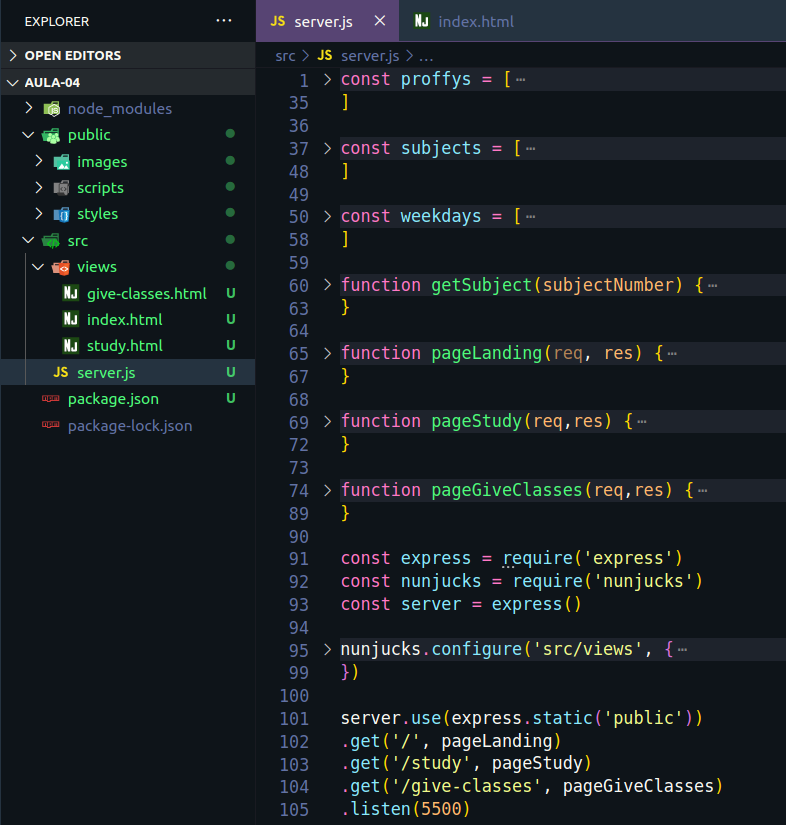 EXPLORER ···
OPEN EDITORS
AULA-04
node_modules
public
images
scripts
styles
src
views
give-classes.html U
index.html U
study.html U
server.js U
package.json U
package-lock.json
JS server.js × index.html
src > JS server.js > ...
1 > const proffys = [ ···
35 ]
36
37 > const subjects = [ ···
48 ]
49
50 > const weekdays = [ ···
58 ]
59
60 > function getSubject(subjectNumber) { ···
63 }
64
65 > function pageLanding(req, res) { ···
67 }
68
69 > function pageStudy(req,res) { ···
72 }
73
74 > function pageGiveClasses(req,res) { ···
89 }
90
91 const express = require('express')
92 const nunjucks = require('nunjucks')
93 const server = express()
94
95 > nunjucks.configure('src/views', { ···
99 })
100
101 server.use(express.static('public'))
102 .get('/', pageLanding)
103 .get('/study', pageStudy)
104 .get('/give-classes', pageGiveClasses)
105 .listen(5500)